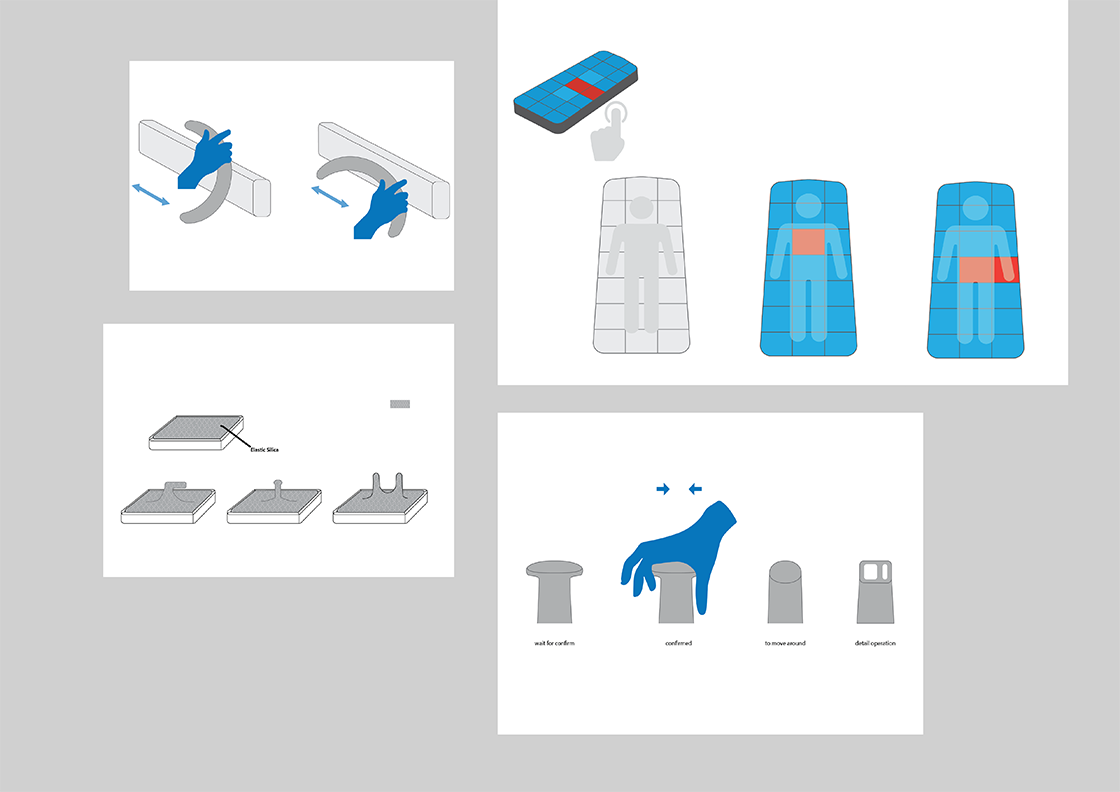 Elastic Silica
wait for confirm
confirmed
to move around
detail operation